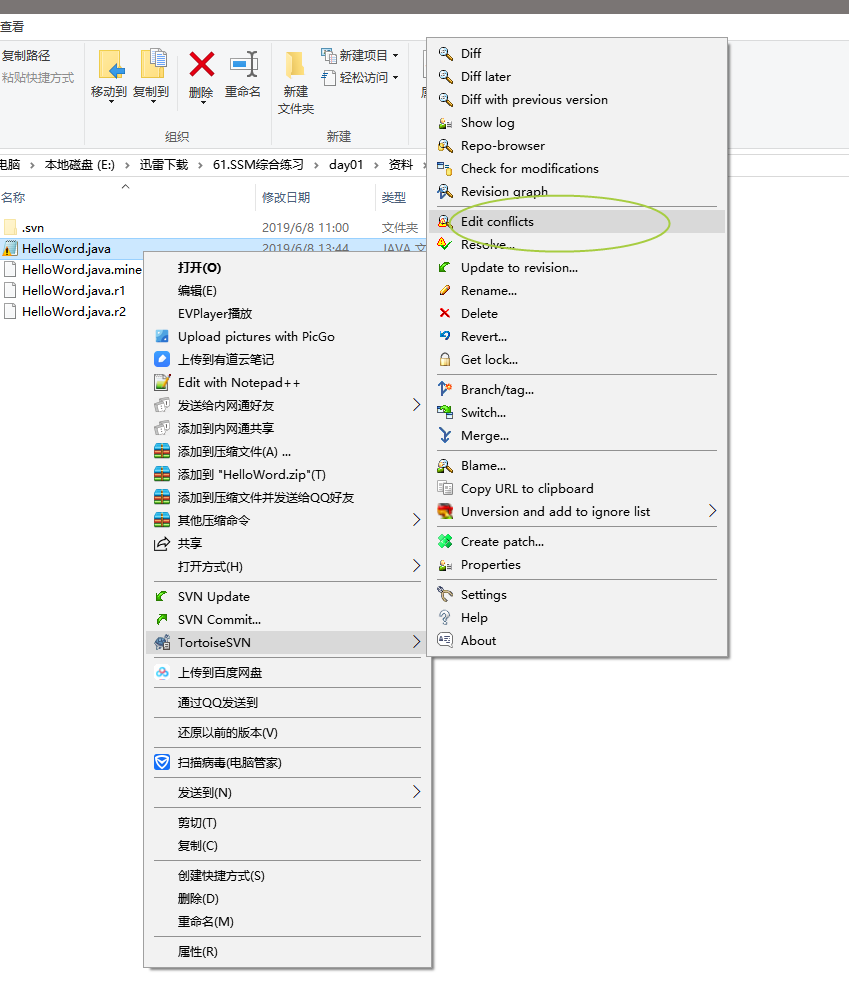 查看
复制路径
粘贴快捷方式
移动到
复制到
删除
重命名
新建
文件夹
新建项目
轻松访问
组织
新建
电脑 > 本地磁盘 (E:) > 迅雷下载 > 61.SSM综合练习 > day01 > 资料 >
名称 修改日期 类型
.svn 2019/6/8 11:00 文件夹
HelloWord.java 2019/6/8 13:44 JAVA 文
HelloWord.java.mine
HelloWord.java.r1
HelloWord.java.r2
打开(O)
编辑(E)
EVPlayer播放
Upload pictures with PicGo
上传到有道云笔记
Edit with Notepad++
发送给内网通好友
添加到内网通共享
添加到压缩文件(A) ...
添加到 "HelloWord.zip"(T)
添加到压缩文件并发送给QQ好友
其他压缩命令
共享
打开方式(H)
SVN Update
SVN Commit...
TortoiseSVN
上传到百度网盘
通过QQ发送到
还原以前的版本(V)
扫描病毒(电脑管家)
发送到(N)
剪切(T)
复制(C)
创建快捷方式(S)
删除(D)
重命名(M)
属性(R)
Diff
Diff later
Diff with previous version
Show log
Repo-browser
Check for modifications
Revision graph
Edit conflicts
Resolve...
Update to revision...
Rename...
Delete
Revert...
Get lock...
Branch/tag...
Switch...
Merge...
Blame...
Copy URL to clipboard
Unversion and add to ignore list
Create patch...
Properties
Settings
Help
About